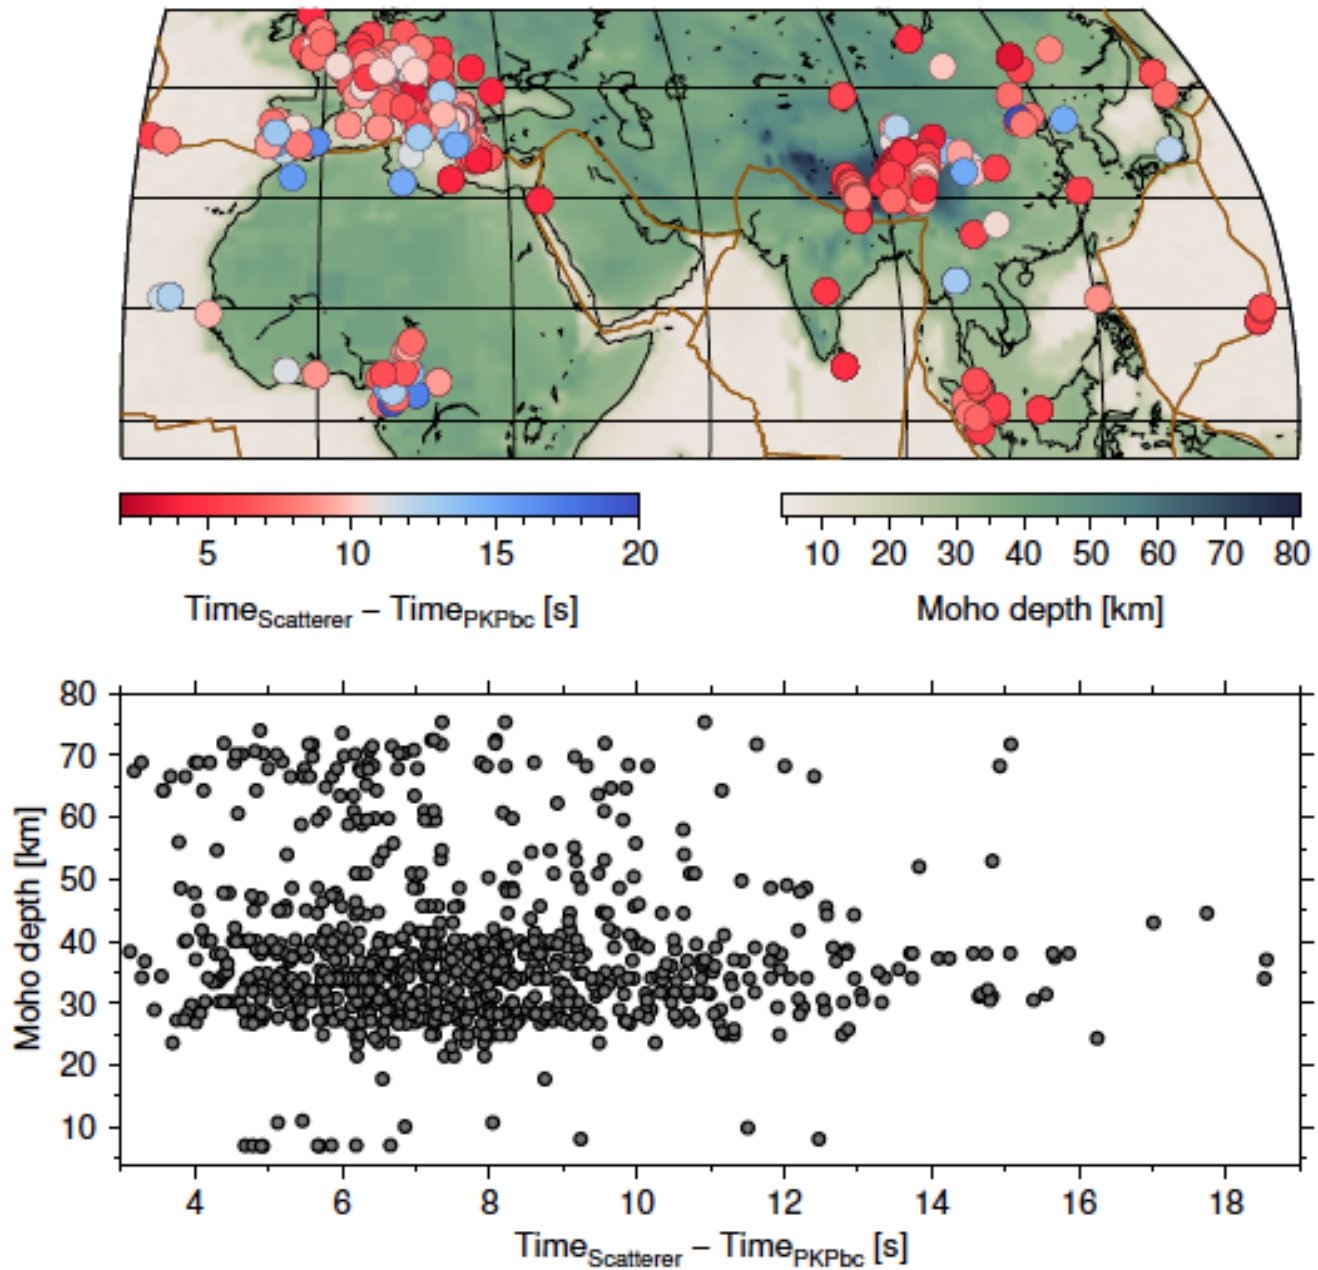 5 10 15 20
10 20 30 40 50 60 70 80
Time_Scatterer – Time_PKPbc [s]
Moho depth [km]
80
70
60
50
40
30
20
10
Moho depth [km]
4 6 8 10 12 14 16 18
Time_Scatterer – Time_PKPbc [s]